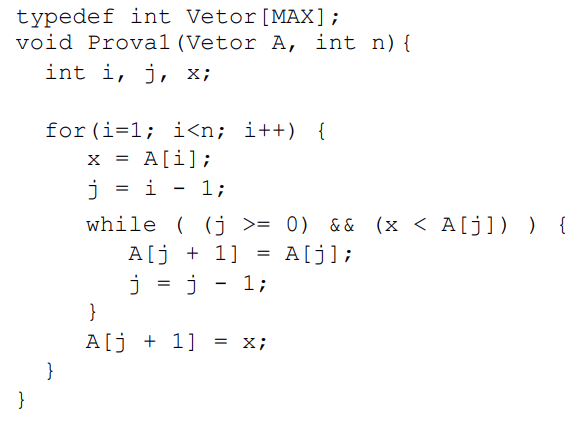 typedef int Vetor[MAX];
void Prova1(Vetor A, int n){
int i, j, x;
for(i=1; i<n; i++) {
x = A[i];
j = i - 1;
while ( (j >= 0) && (x < A[j]) ) {
A[j + 1] = A[j];
j = j - 1;
}
A[j + 1] = x;
}
}